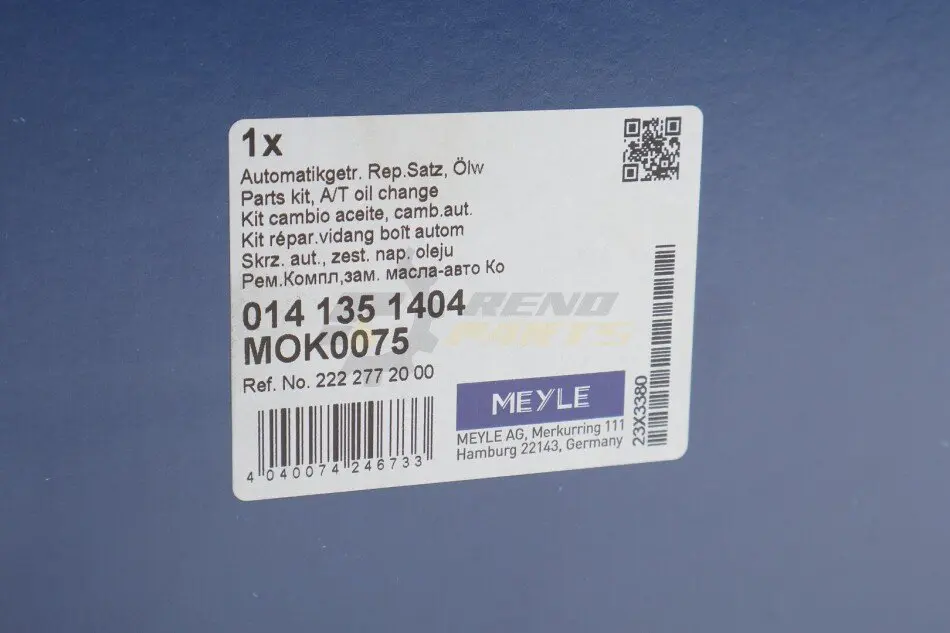 1x
Automatikgetr. Rep.Satz, Ölw
Parts kit, A/T oil change
Kit cambio aceite, camb.aut.
Kit répar.vidang boît autom
Skrz. aut., zest. nap. oleju
Рем.Компл,зам. масла-авто Ко
014 135 1404
MOK0075
Ref. No. 222 277 20 00
4 040074 246733
MEYLE
MEYLE AG, Merkurring 111
Hamburg 22143, Germany
23X3380
REND
PARTS